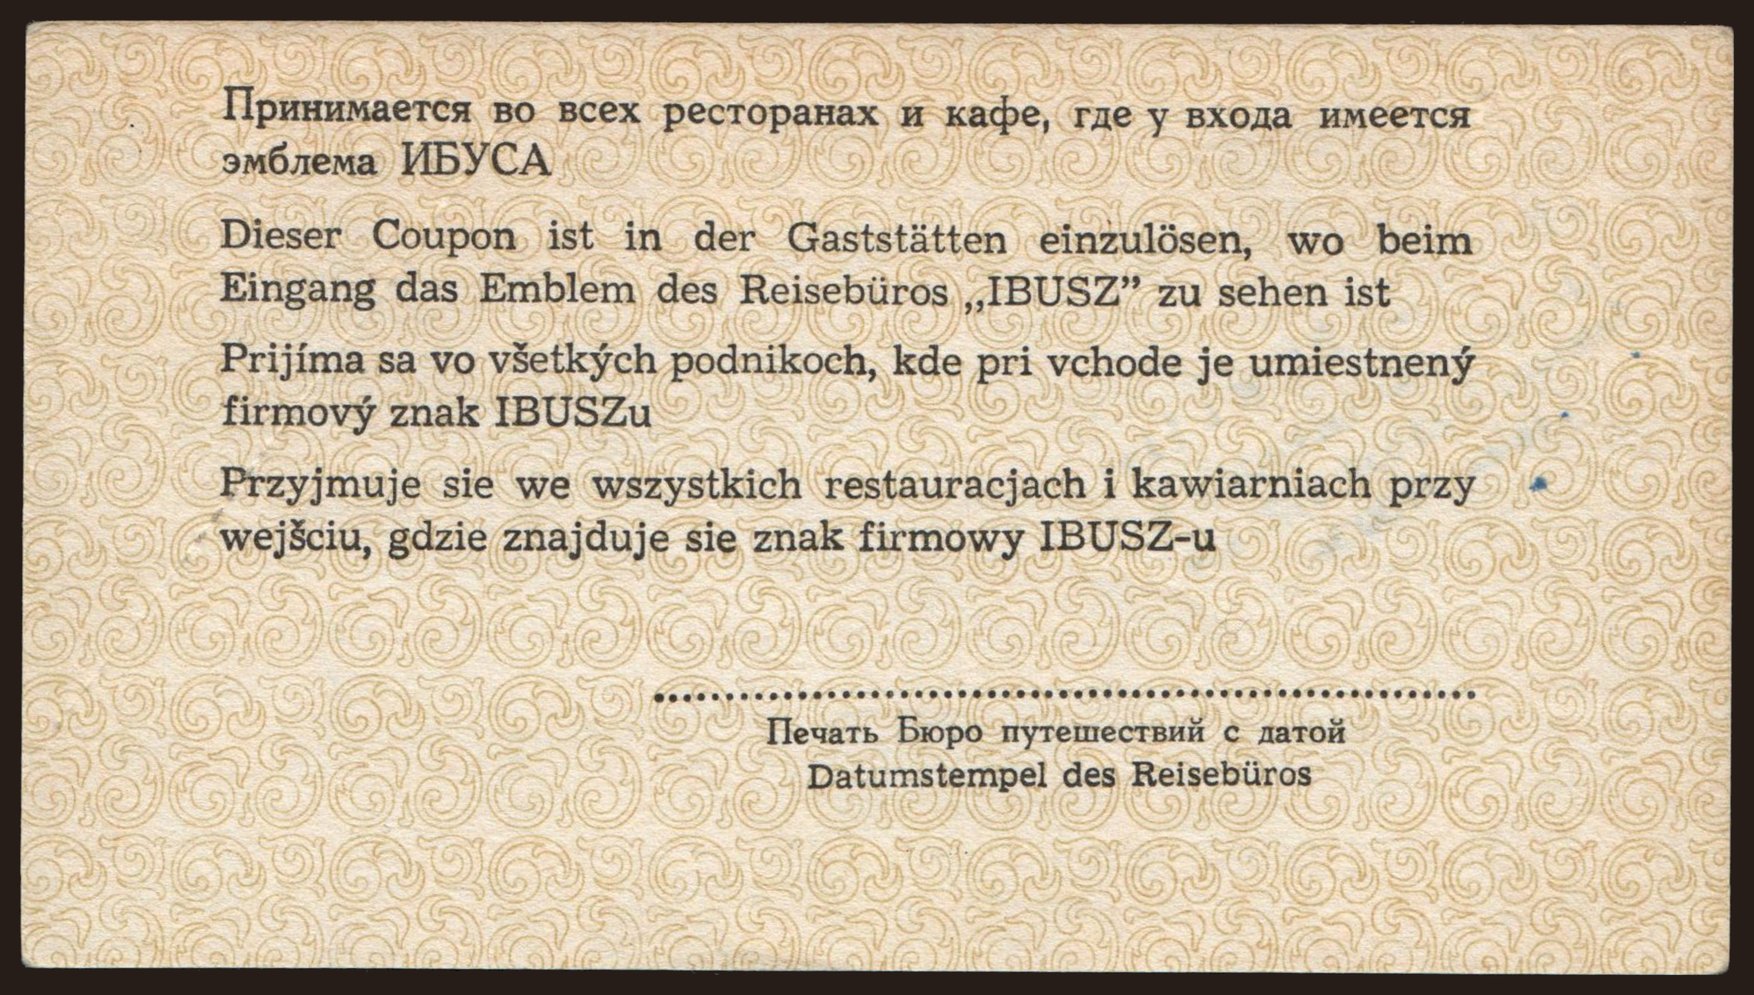 Принимается во всех ресторанах и кафе, где у входа имеется
эмблема ИБУСА
Dieser Coupon ist in der Gaststätten einzulösen, wo beim
Eingang das Emblem des Reisebüros „IBUSZ” zu sehen ist
Prijíma sa vo všetkých podnikoch, kde pri vchode je umiestnený
firmový znak IBUSZu
Przyjmuje sie we wszystkich restauracjach i kawiarniach przy
wejšciu, gdzie znajduje sie znak firmowy IBUSZ-u
Печать Бюро путешествий с датой
Datumstempel des Reisebüros